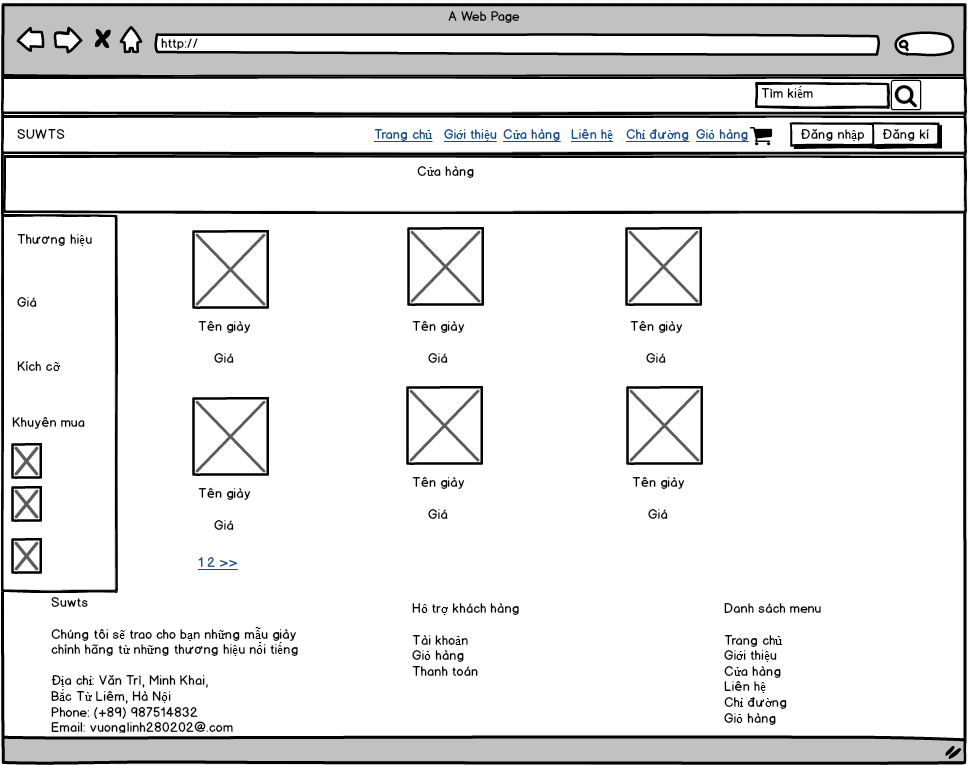 A Web Page
http://
Tìm kiếm
SUWTS
Trang chủ Giới thiệu Cửa hàng Liên hệ Chỉ đường Giỏ hàng
Đăng nhập Đăng kí
Cửa hàng
Thương hiệu
Giá
Kích cỡ
Khuyên mua
Tên giày
Giá
Tên giày
Giá
Tên giày
Giá
Tên giày
Giá
Tên giày
Giá
Tên giày
Giá
1 2 >>
Suwts
Chúng tôi sẽ trao cho bạn những mẫu giày
chính hãng từ những thương hiệu nổi tiếng
Địa chỉ: Văn Trì, Minh Khai,
Bắc Từ Liêm, Hà Nội
Phone: (+89) 987514832
Email: vuonglinh280202@.com
Hỗ trợ khách hàng
Tài khoản
Giỏ hàng
Thanh toán
Danh sách menu
Trang chủ
Giới thiệu
Cửa hàng
Liên hệ
Chỉ đường
Giỏ hàng